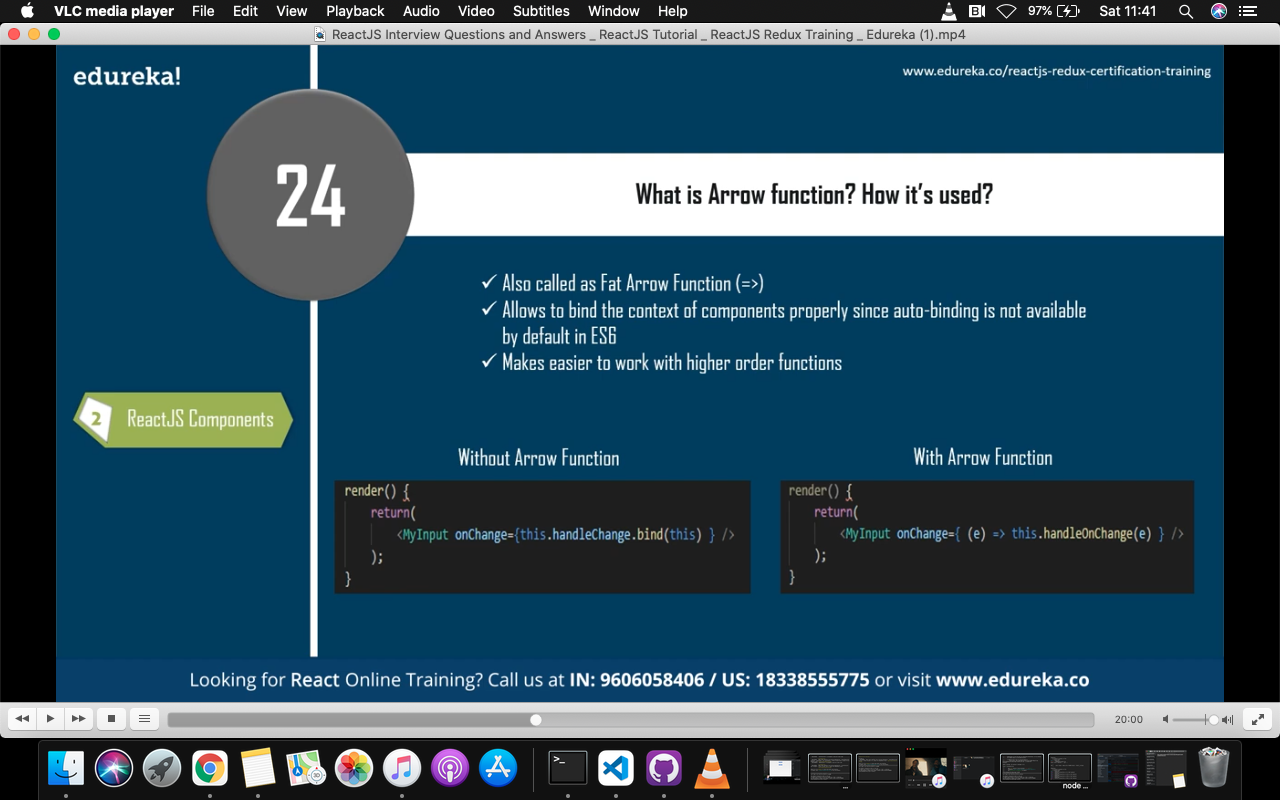 VLC media player File Edit View Playback Audio Video Subtitles Window Help 97% Sat 11:41
ReactJS Interview Questions and Answers _ ReactJS Tutorial _ ReactJS Redux Training _ Edureka (1).mp4
edureka!
www.edureka.co/reactjs-redux-certification-training
24
What is Arrow function? How it's used?
✓ Also called as Fat Arrow Function (=>)
✓ Allows to bind the context of components properly since auto-binding is not available
by default in ES6
✓ Makes easier to work with higher order functions
2 ReactJS Components
Without Arrow Function
render() {
return(
<MyInput onChange={this.handleChange.bind(this) } />
);
}
With Arrow Function
render() {
return(
<MyInput onChange={ (e) => this.handleOnChange(e) } />
);
}
Looking for React Online Training? Call us at IN: 9606058406 / US: 18338555775 or visit www.edureka.co
20:00
>_
3D
node ...